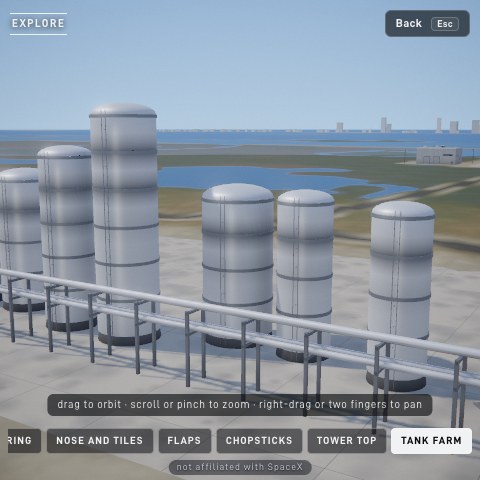 EXPLORE
Back Esc
drag to orbit · scroll or pinch to zoom · right-drag or two fingers to pan
RING NOSE AND TILES FLAPS CHOPSTICKS TOWER TOP TANK FARM
not affiliated with SpaceX